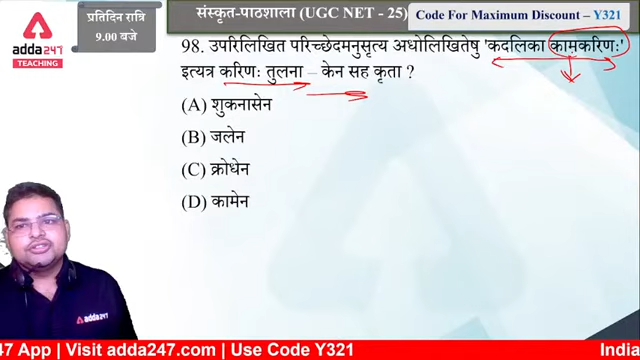 adda247
TEACHING
प्रतिदिन रात्रि
9.00 बजे
संस्कृत-पाठशाला (UGC NET - 25)
Code For Maximum Discount – Y321
98. उपरिलिखित परिच्छेदमनुसृत्य अधोलिखितेषु 'कदलिका कामकरिणः'
इत्यत्र करिणः तुलना – केन सह कृता ?
(A) शुकनासेन
(B) जलेन
(C) क्रोधेन
(D) कामेन
adda247
47 App | Visit adda247.com | Use Code Y321
India